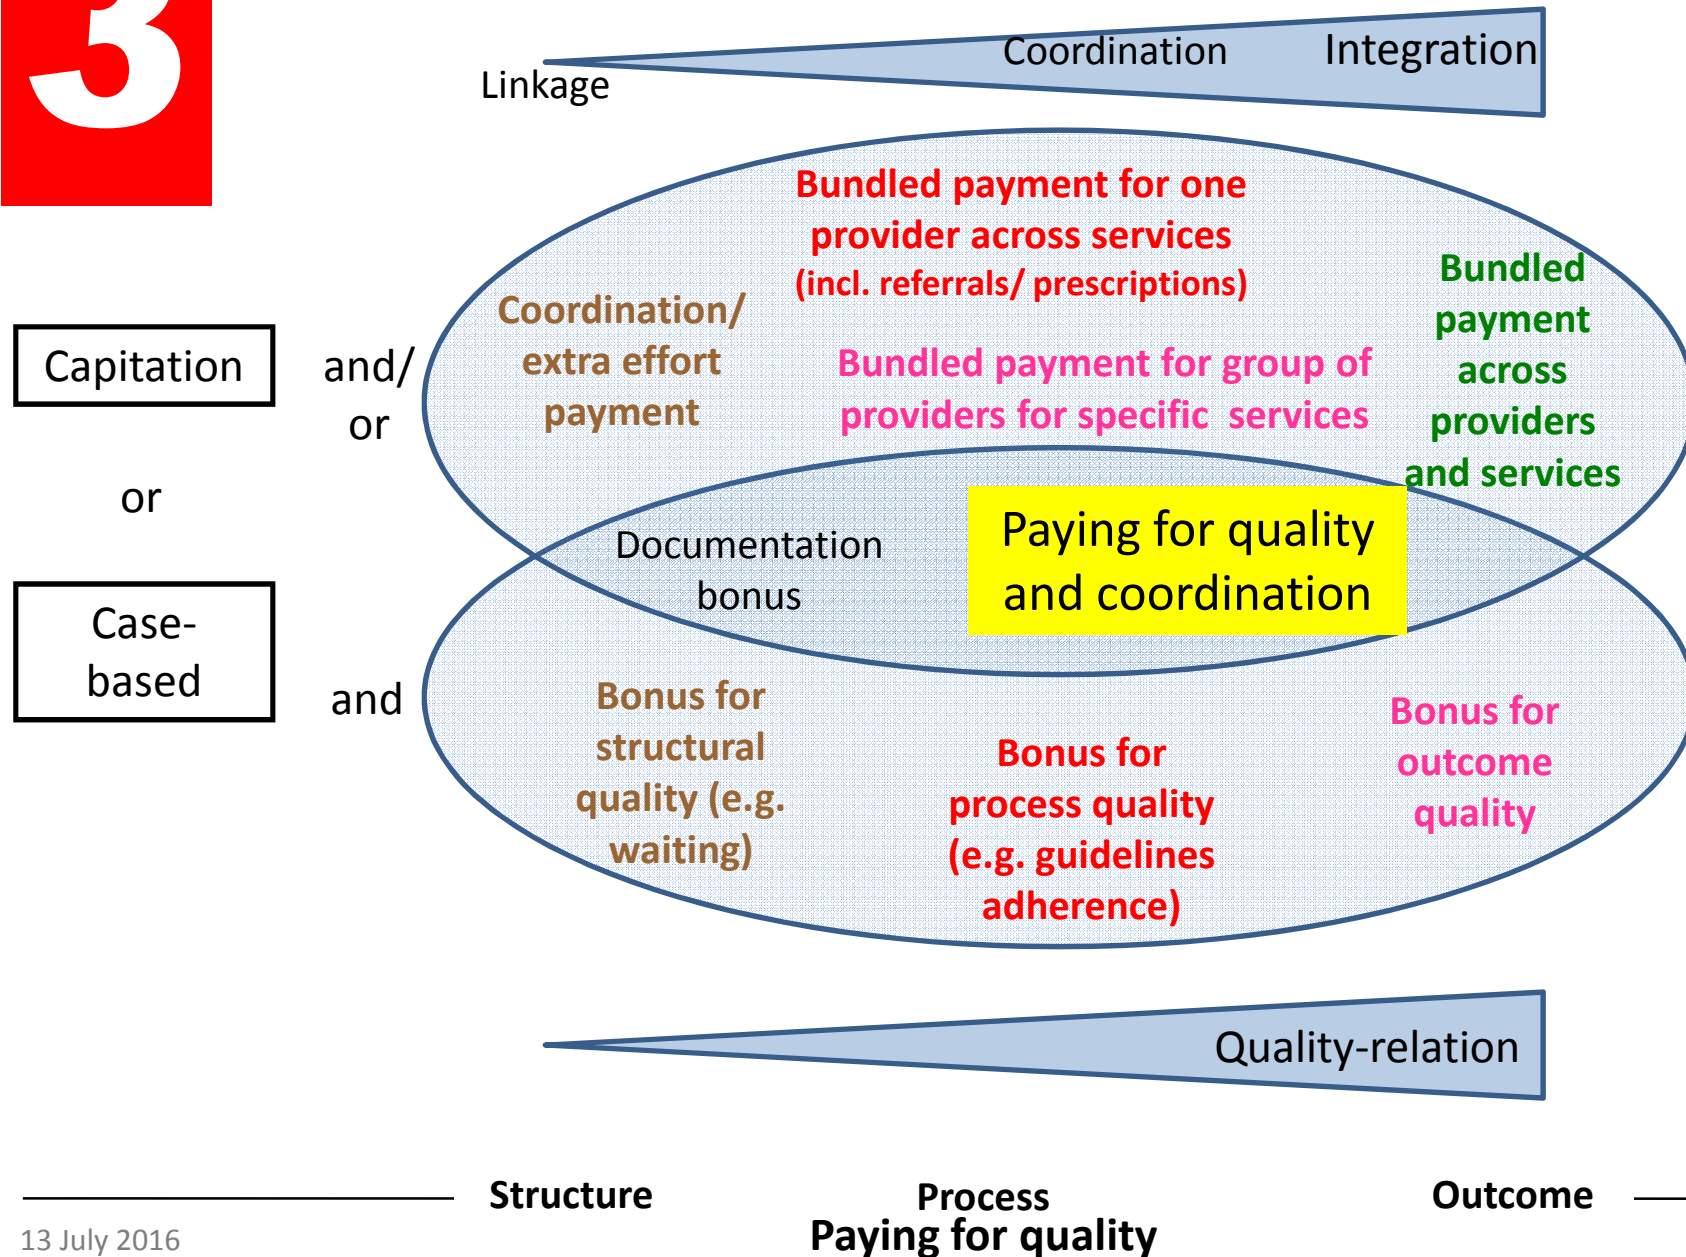 3
Linkage
Coordination
Integration
Bundled payment for one
provider across services
(incl. referrals/ prescriptions)
Coordination/
extra effort
payment
Bundled payment for group of
providers for specific services
Bundled
payment
across
providers
and services
Capitation
and/
or
or
Case-
based
and
Documentation
bonus
Paying for quality
and coordination
Bonus for
structural
quality (e.g.
waiting)
Bonus for
process quality
(e.g. guidelines
adherence)
Bonus for
outcome
quality
Quality-relation
Structure
Process
Outcome
13 July 2016
Paying for quality